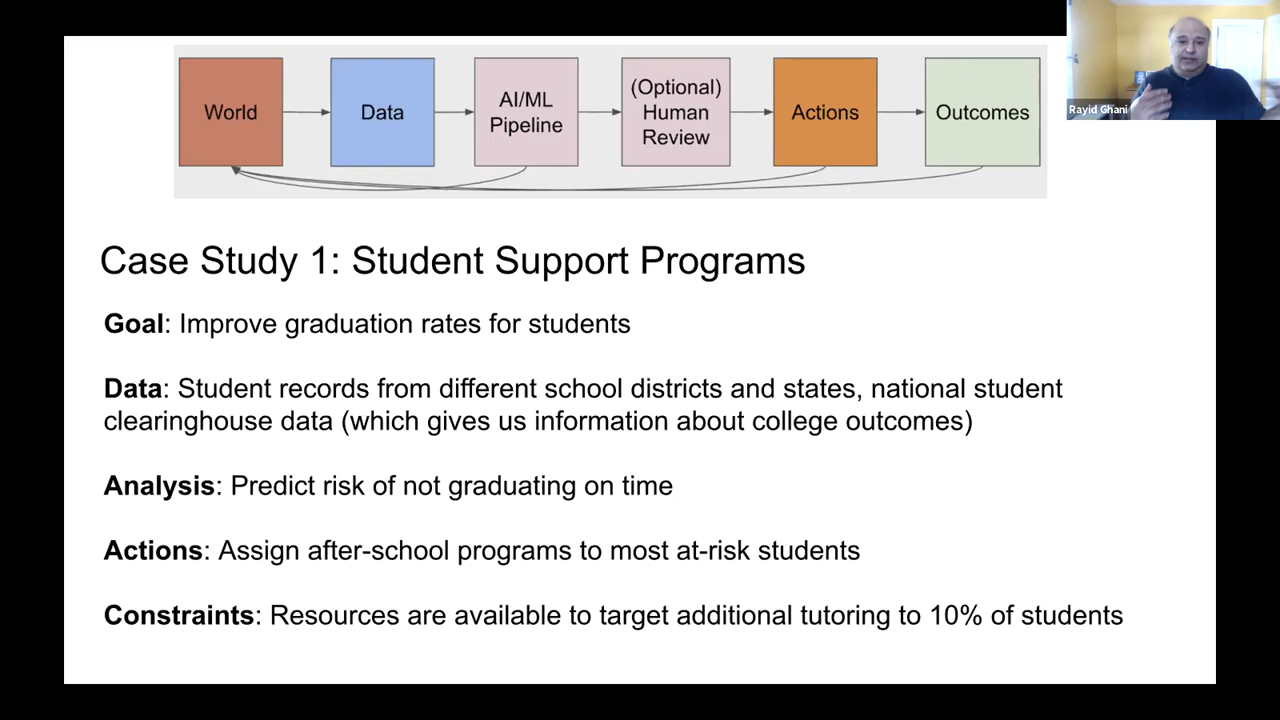 World
Data
AI/ML
Pipeline
(Optional)
Human
Review
Actions
Outcomes
Rayid Ghani
Case Study 1: Student Support Programs
Goal: Improve graduation rates for students
Data: Student records from different school districts and states, national student
clearinghouse data (which gives us information about college outcomes)
Analysis: Predict risk of not graduating on time
Actions: Assign after-school programs to most at-risk students
Constraints: Resources are available to target additional tutoring to 10% of students